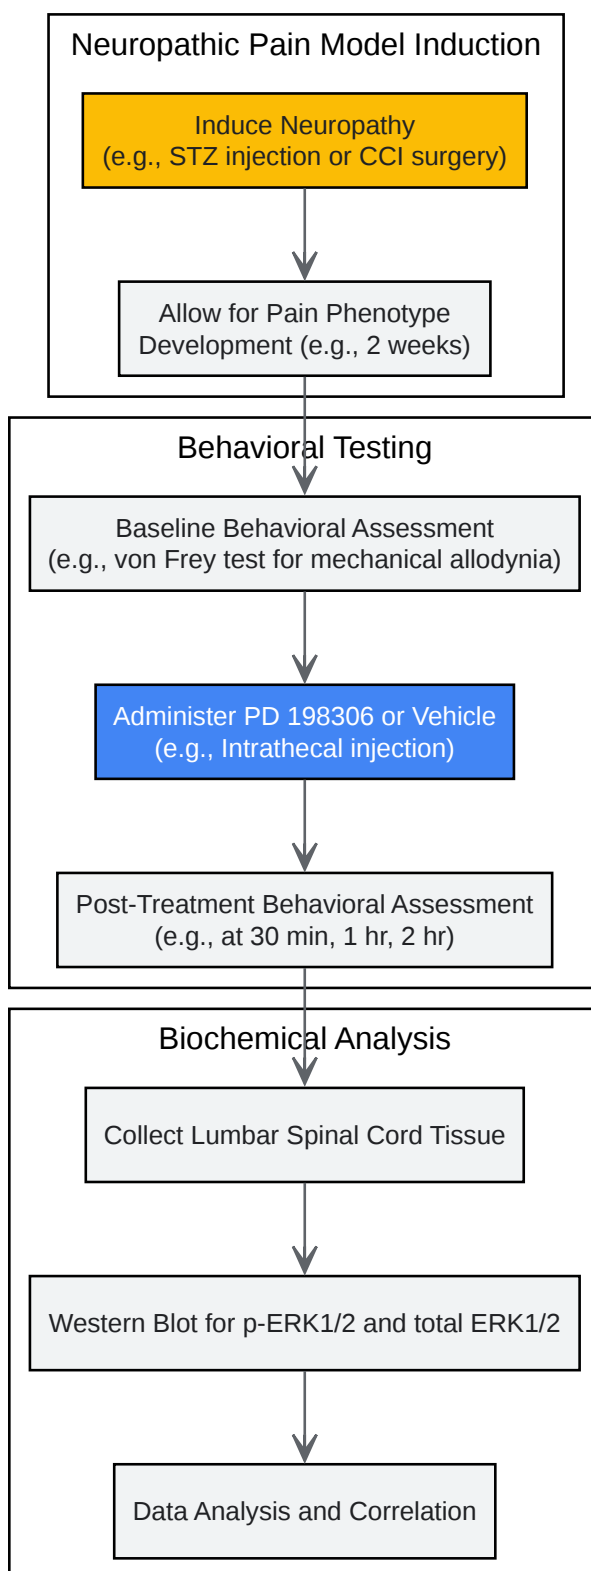 Neuropathic Pain Model Induction
Induce Neuropathy
(e.g., STZ injection or CCI surgery)
Allow for Pain Phenotype
Development (e.g., 2 weeks)
Behavioral Testing
Baseline Behavioral Assessment
(e.g., von Frey test for mechanical allodynia)
Administer PD 198306 or Vehicle
(e.g., Intrathecal injection)
Post-Treatment Behavioral Assessment
(e.g., at 30 min, 1 hr, 2 hr)
Biochemical Analysis
Collect Lumbar Spinal Cord Tissue
Western Blot for p-ERK1/2 and total ERK1/2
Data Analysis and Correlation